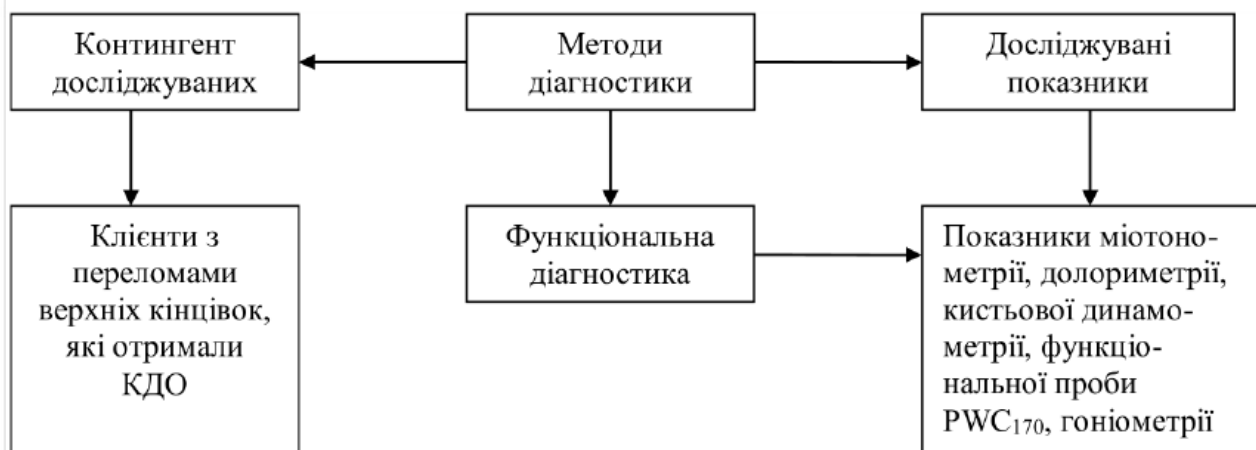 Контингент
досліджуваних
Методи
діагностики
Досліджувані
показники
Клієнти з
переломами
верхніх кінцівок,
які отримали
КДО
Функціональна
діагностика
Показники міотоно-
метрії, долориметрії,
кистьової динамо-
метрії, функціо-
нальної проби
PWC₁₇₀, гоніометрії